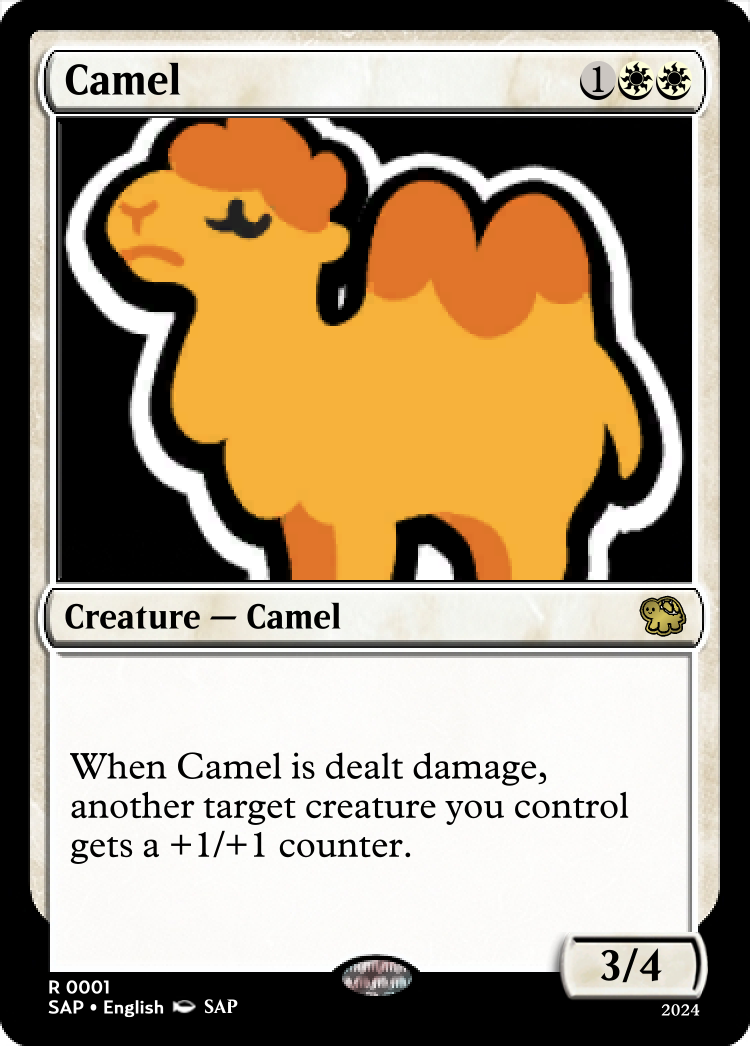 Camel 1
Creature — Camel
When Camel is dealt damage,
another target creature you control
gets a +1/+1 counter.
3/4
R 0001
SAP • English SAP
2024